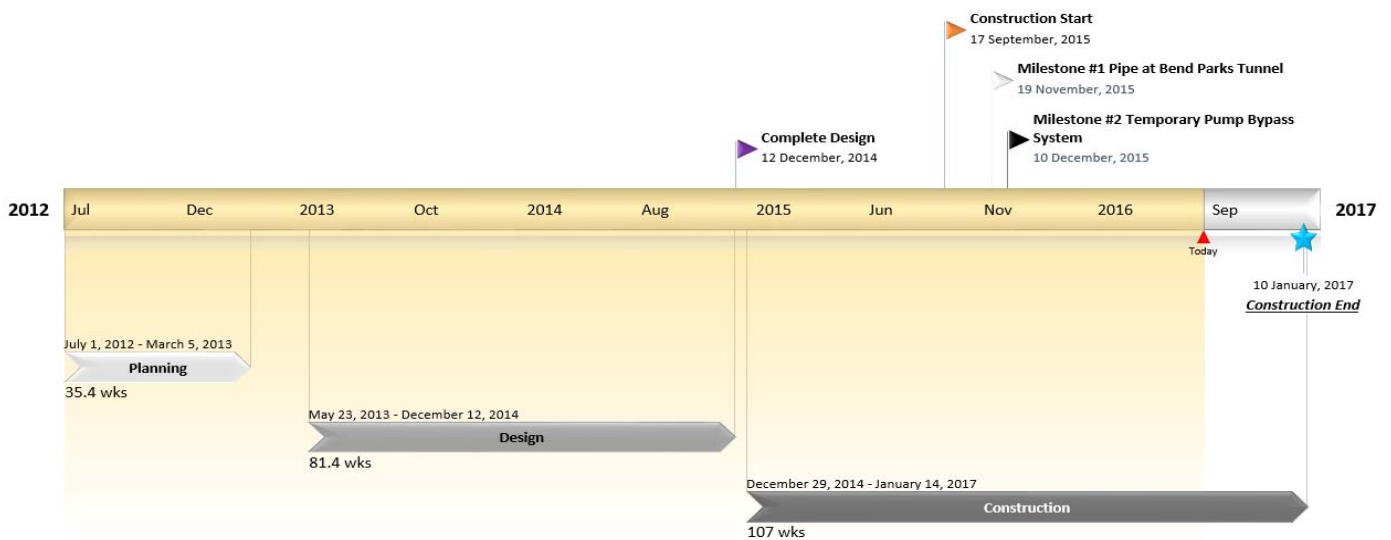 Construction Start
17 September, 2015
Milestone #1 Pipe at Bend Parks Tunnel
19 November, 2015
Milestone #2 Temporary Pump Bypass
System
10 December, 2015
Complete Design
12 December, 2014
2012 Jul Dec 2013 Oct 2014 Aug 2015 Jun Nov 2016 Sep 2017
Today
10 January, 2017
Construction End
July 1, 2012 - March 5, 2013
Planning
35.4 wks
May 23, 2013 - December 12, 2014
Design
81.4 wks
December 29, 2014 - January 14, 2017
Construction
107 wks